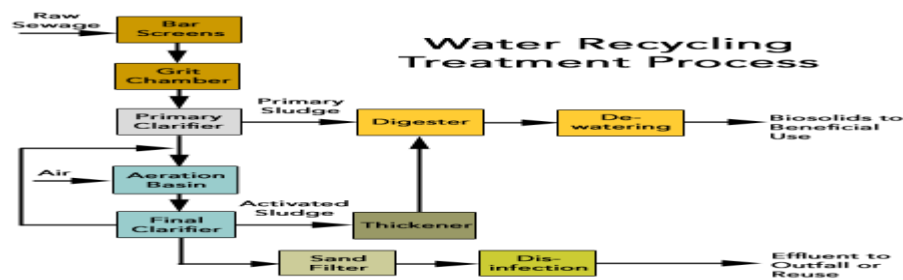 Raw
Sewage
Bar
Screens
Water Recycling
Treatment Process
Grit
Chamber
Primary
Sludge
Primary
Clarifier
Digester
De-
watering
Biosolids to
Beneficial
Use
Air
Aeration
Basin
Activated
Sludge
Final
Clarifier
Thickener
Sand
Filter
Dis-
infection
Effluent to
Outfall or
Reuse